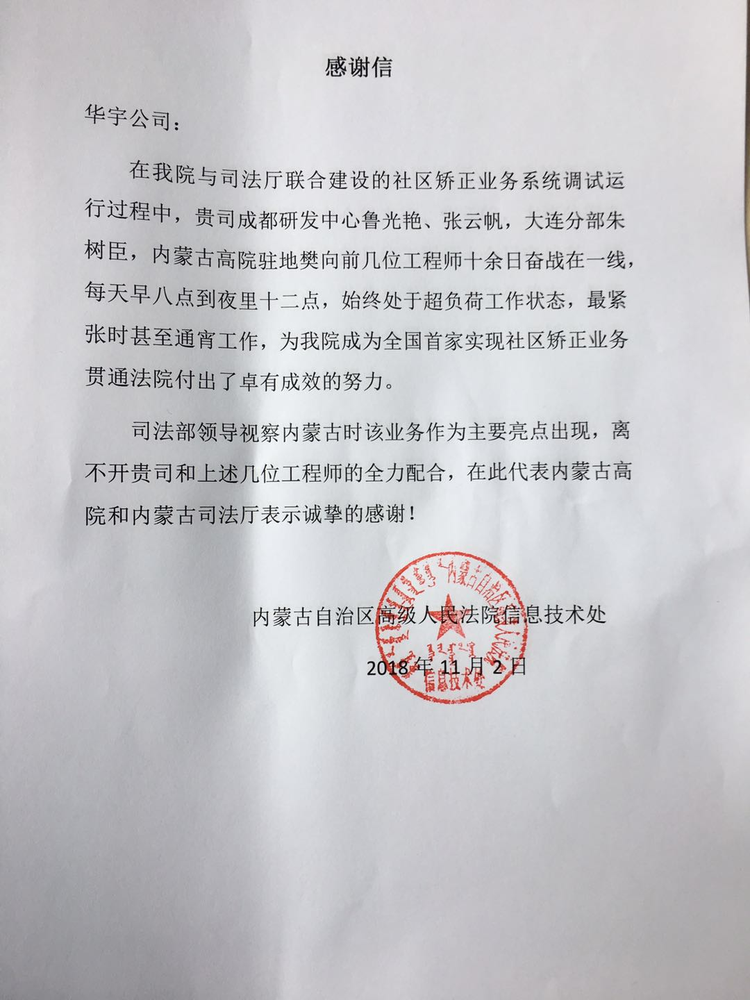 感谢信
华宇公司：
在我院与司法厅联合建设的社区矫正业务系统调试运
行过程中，贵司成都研发中心鲁光艳、张云帆，大连分部朱
树臣，内蒙古高院驻地樊向前几位工程师十余日奋战在一线，
每天早八点到夜里十二点，始终处于超负荷工作状态，最紧
张时甚至通宵工作，为我院成为全国首家实现社区矫正业务
贯通法院付出了卓有成效的努力。
司法部领导视察内蒙古时该业务作为主要亮点出现，离
不开贵司和上述几位工程师的全力配合，在此代表内蒙古高
院和内蒙古司法厅表示诚挚的感谢！
内蒙古自治区高级人民法院信息技术处
2018 年 11 月 2 日
内蒙古自治区
信息技术处